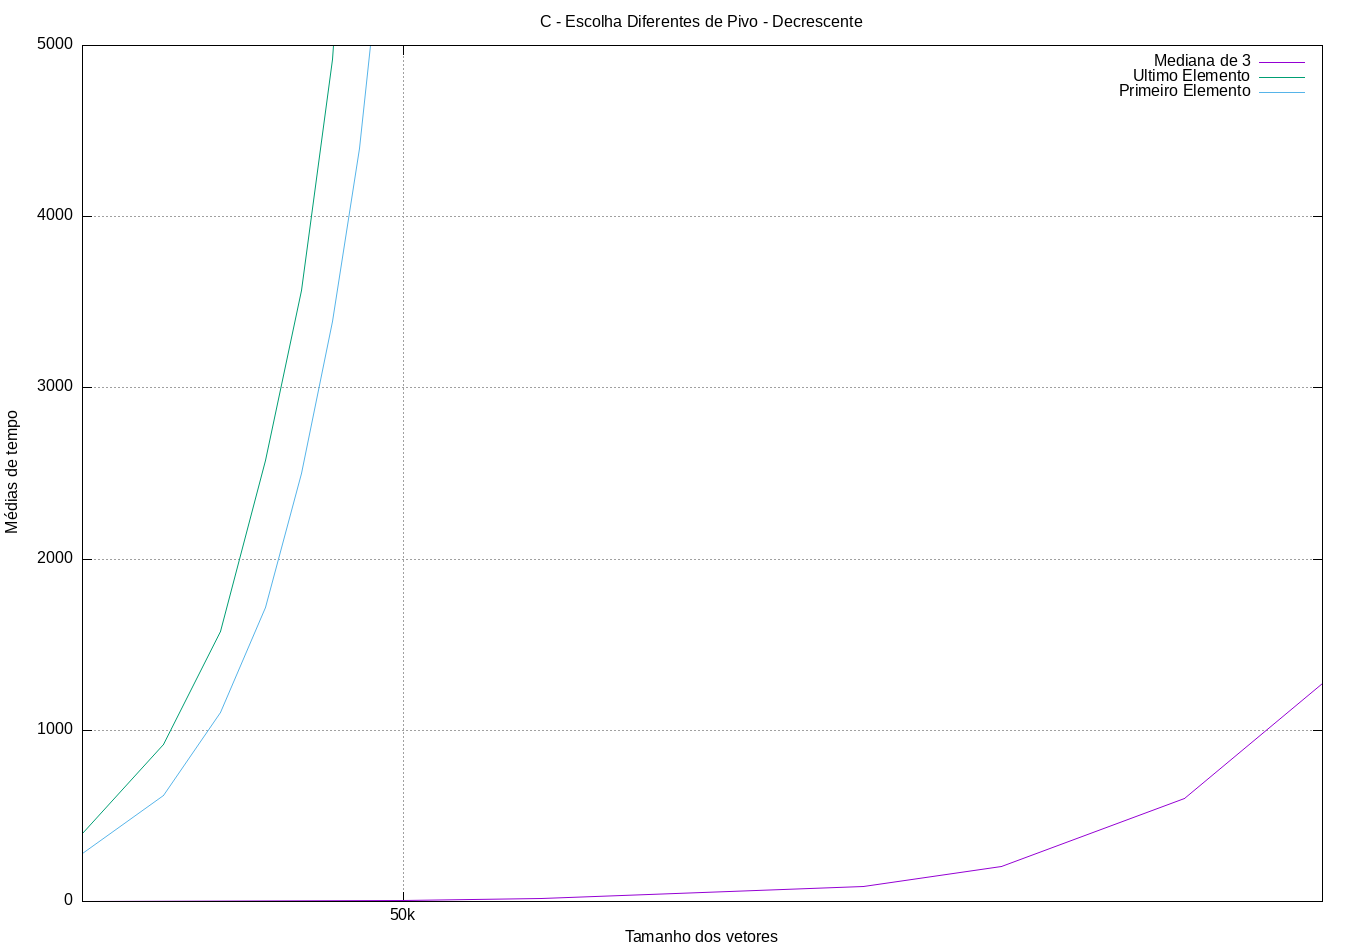 C - Escolha Diferentes de Pivo - Decrescente
5000
4000
3000
2000
1000
0
Médias de tempo
Mediana de 3
Ultimo Elemento
Primeiro Elemento
50k
Tamanho dos vetores